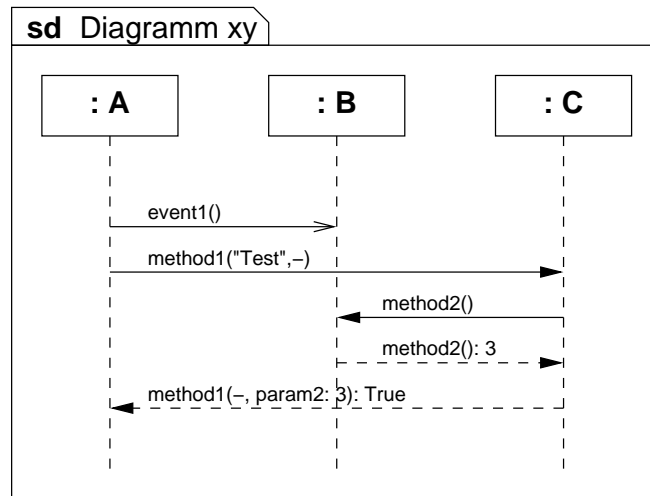 sd Diagramm xy
: A
: B
: C
event1()
method1("Test",–)
method2()
method2(): 3
method1(–, param2: 3): True